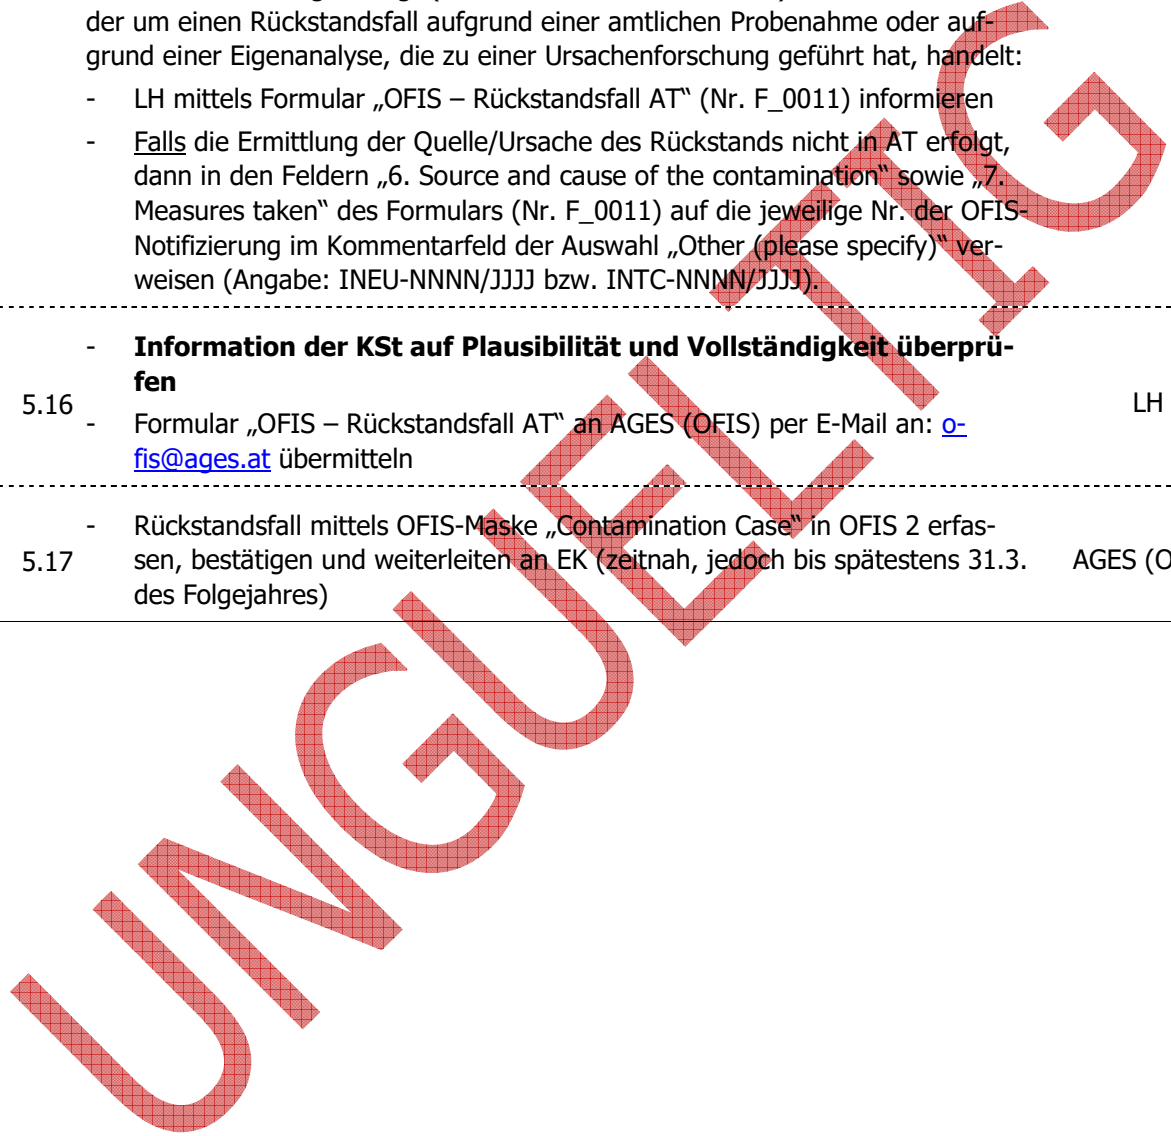 der um einen Rückstandsfall aufgrund einer amtlichen Probenahme oder auf-
grund einer Eigenanalyse, die zu einer Ursachenforschung geführt hat, handelt:
- LH mittels Formular „OFIS – Rückstandsfall AT“ (Nr. F_0011) informieren
- Falls die Ermittlung der Quelle/Ursache des Rückstands nicht in AT erfolgt,
dann in den Feldern „6. Source and cause of the contamination“ sowie „7.
Measures taken“ des Formulars (Nr. F_0011) auf die jeweilige Nr. der OFIS-
Notifizierung im Kommentarfeld der Auswahl „Other (please specify)“ ver-
weisen (Angabe: INEU-NNNN/JJJJ bzw. INTC-NNNN/JJJJ).
- Information der KSt auf Plausibilität und Vollständigkeit überprü-
fen
5.16
LH
- Formular „OFIS – Rückstandsfall AT“ an AGES (OFIS) per E-Mail an: o-
fis@ages.at übermitteln
- Rückstandsfall mittels OFIS-Maske „Contamination Case“ in OFIS 2 erfas-
5.17 sen, bestätigen und weiterleiten an EK (zeitnah, jedoch bis spätestens 31.3. AGES (O
des Folgejahres)
UNGUELTIG